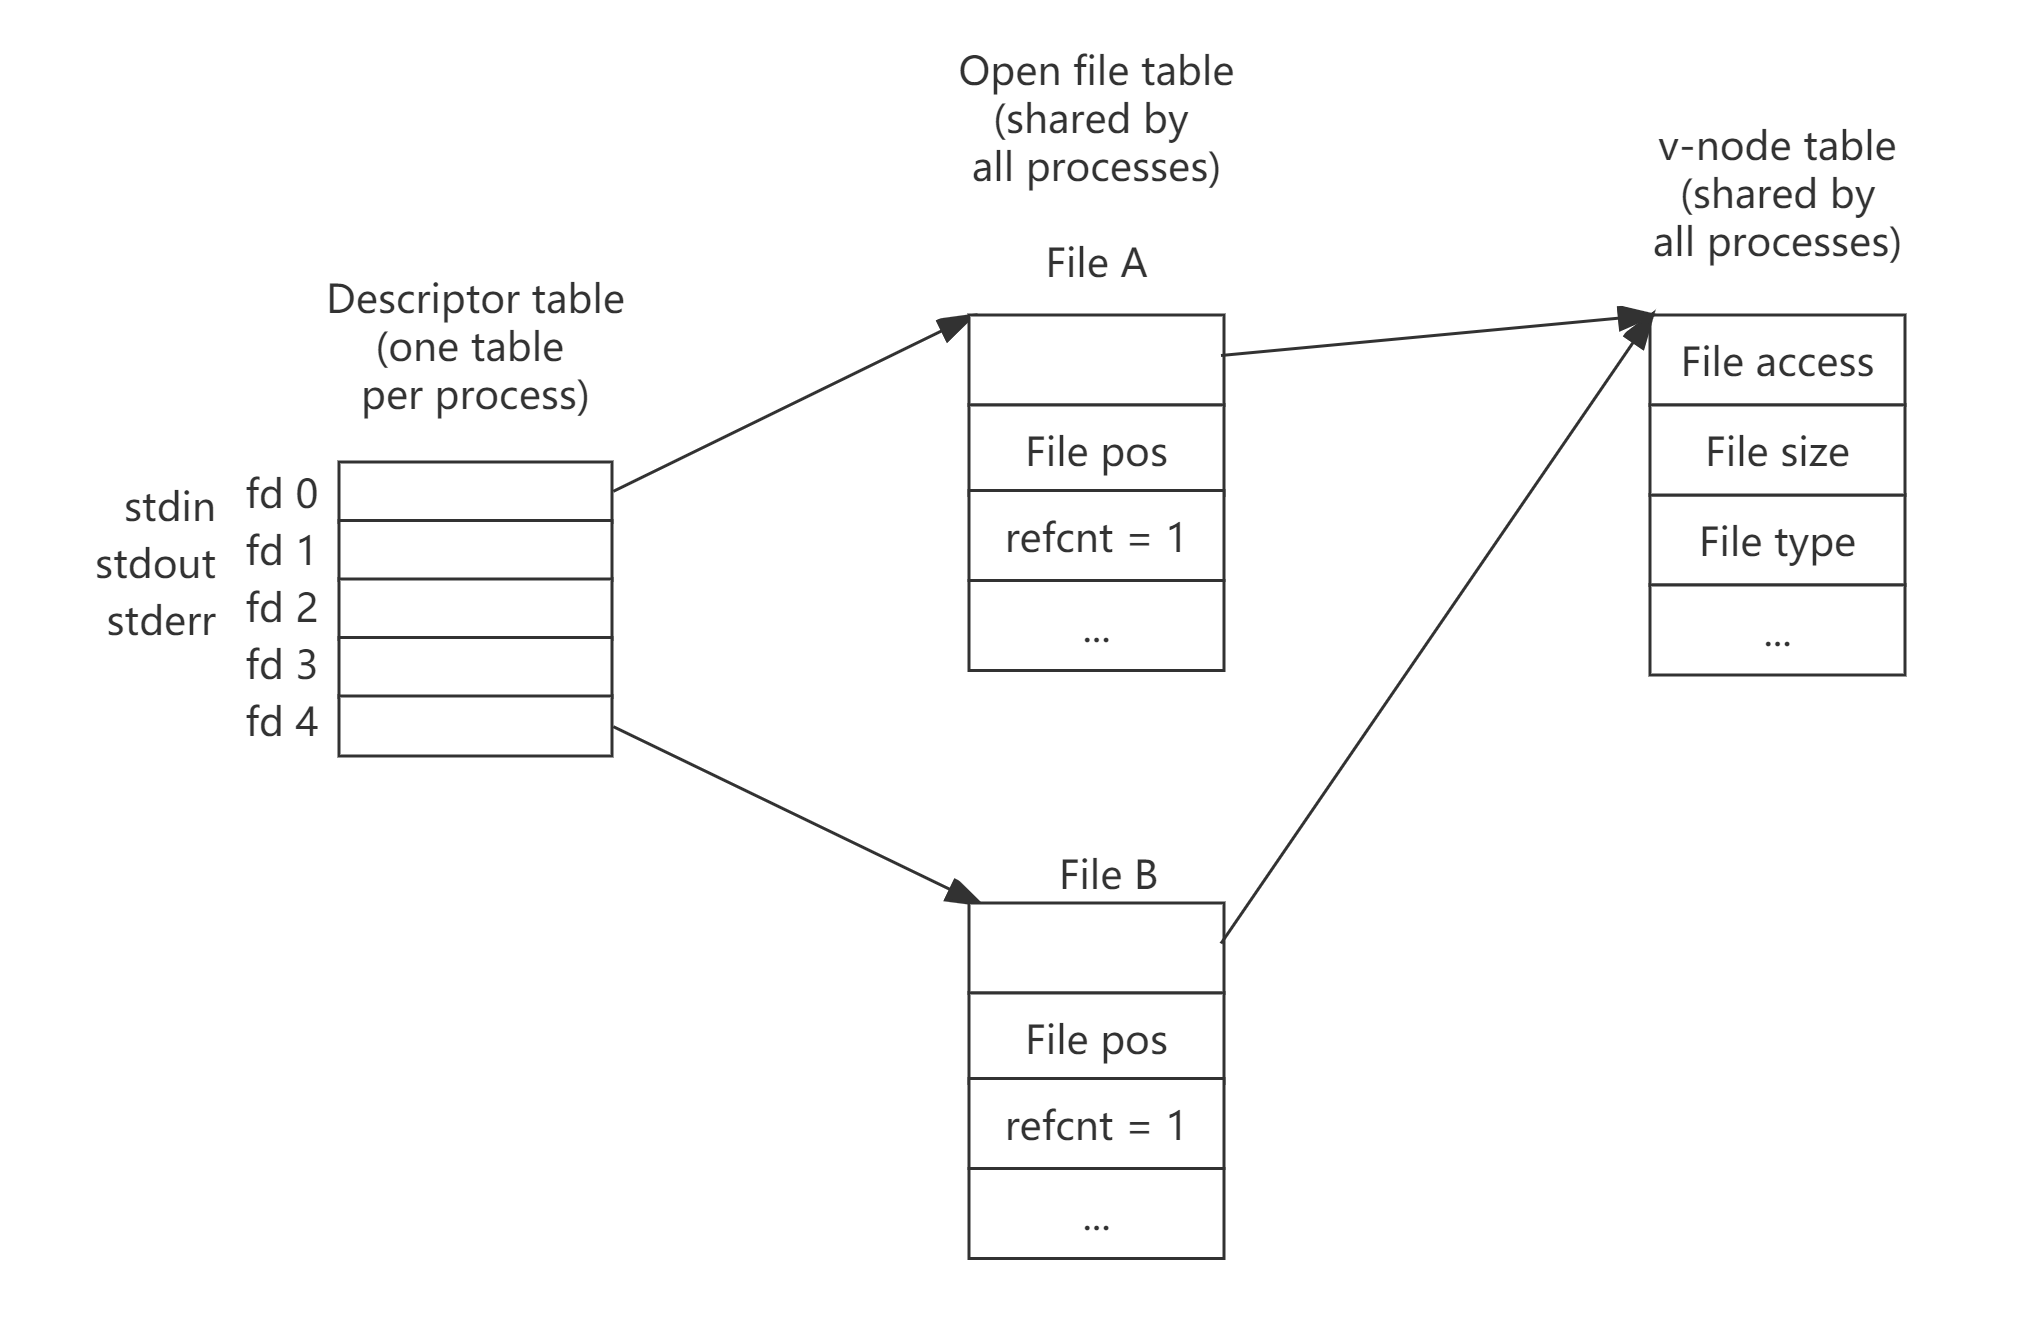 Open file table
(shared by
all processes)
v-node table
(shared by
all processes)
File A
Descriptor table
(one table
per process)
File access
File pos
File size
stdin fd 0
refcnt = 1
File type
stdout fd 1
stderr fd 2
...
...
fd 3
fd 4
File B
File pos
refcnt = 1
...